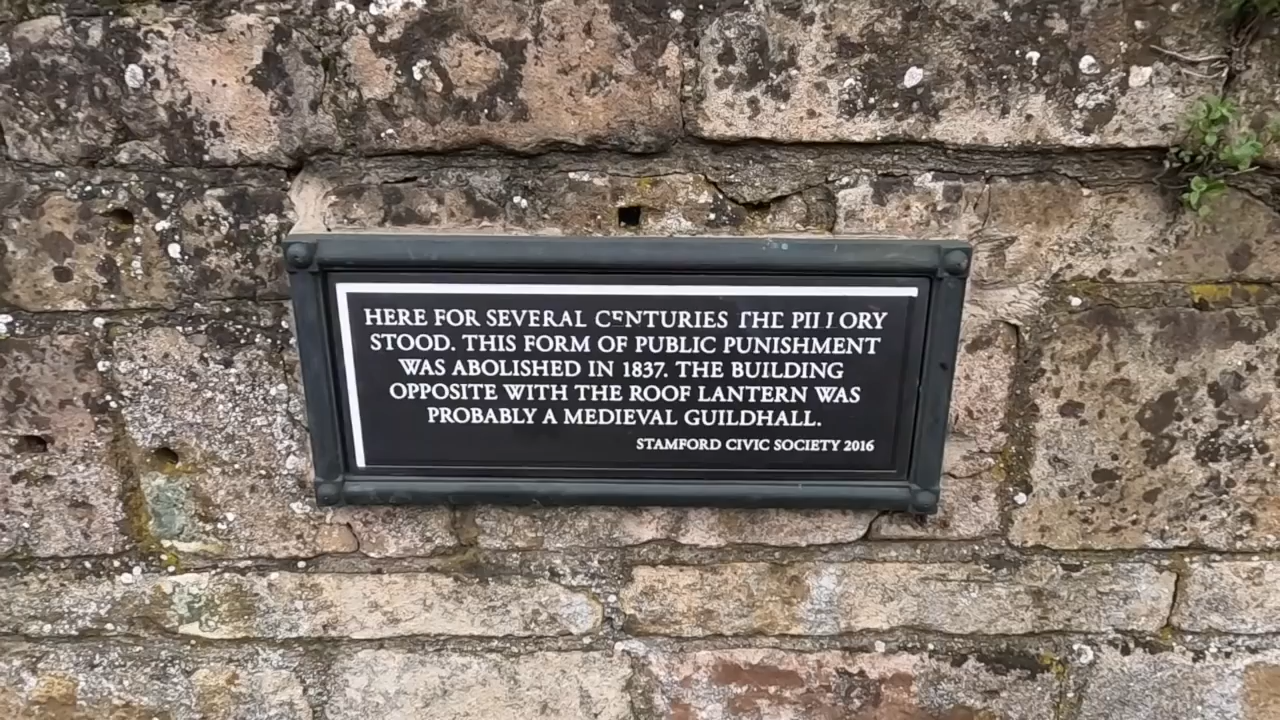 HERE FOR SEVERAL CENTURIES THE PILLORY
STOOD. THIS FORM OF PUBLIC PUNISHMENT
WAS ABOLISHED IN 1837. THE BUILDING
OPPOSITE WITH THE ROOF LANTERN WAS
PROBABLY A MEDIEVAL GUILDHALL.
STAMFORD CIVIC SOCIETY 2016